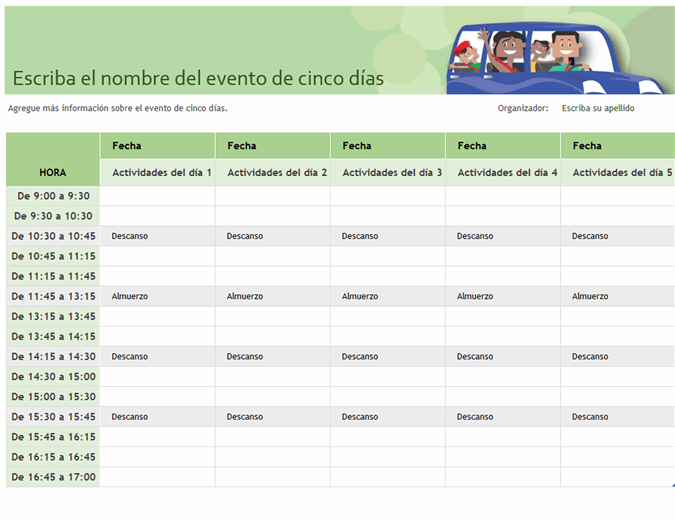 Escriba el nombre del evento de cinco días
Agregue más información sobre el evento de cinco días. Organizador: Escriba su apellido
Fecha Fecha Fecha Fecha Fecha
HORA Actividades del día 1 Actividades del día 2 Actividades del día 3 Actividades del día 4 Actividades del día 5
De 9:00 a 9:30
De 9:30 a 10:30
De 10:30 a 10:45 Descanso Descanso Descanso Descanso Descanso
De 10:45 a 11:15
De 11:15 a 11:45
De 11:45 a 13:15 Almuerzo Almuerzo Almuerzo Almuerzo Almuerzo
De 13:15 a 13:45
De 13:45 a 14:15
De 14:15 a 14:30 Descanso Descanso Descanso Descanso Descanso
De 14:30 a 15:00
De 15:00 a 15:30
De 15:30 a 15:45 Descanso Descanso Descanso Descanso Descanso
De 15:45 a 16:15
De 16:15 a 16:45
De 16:45 a 17:00